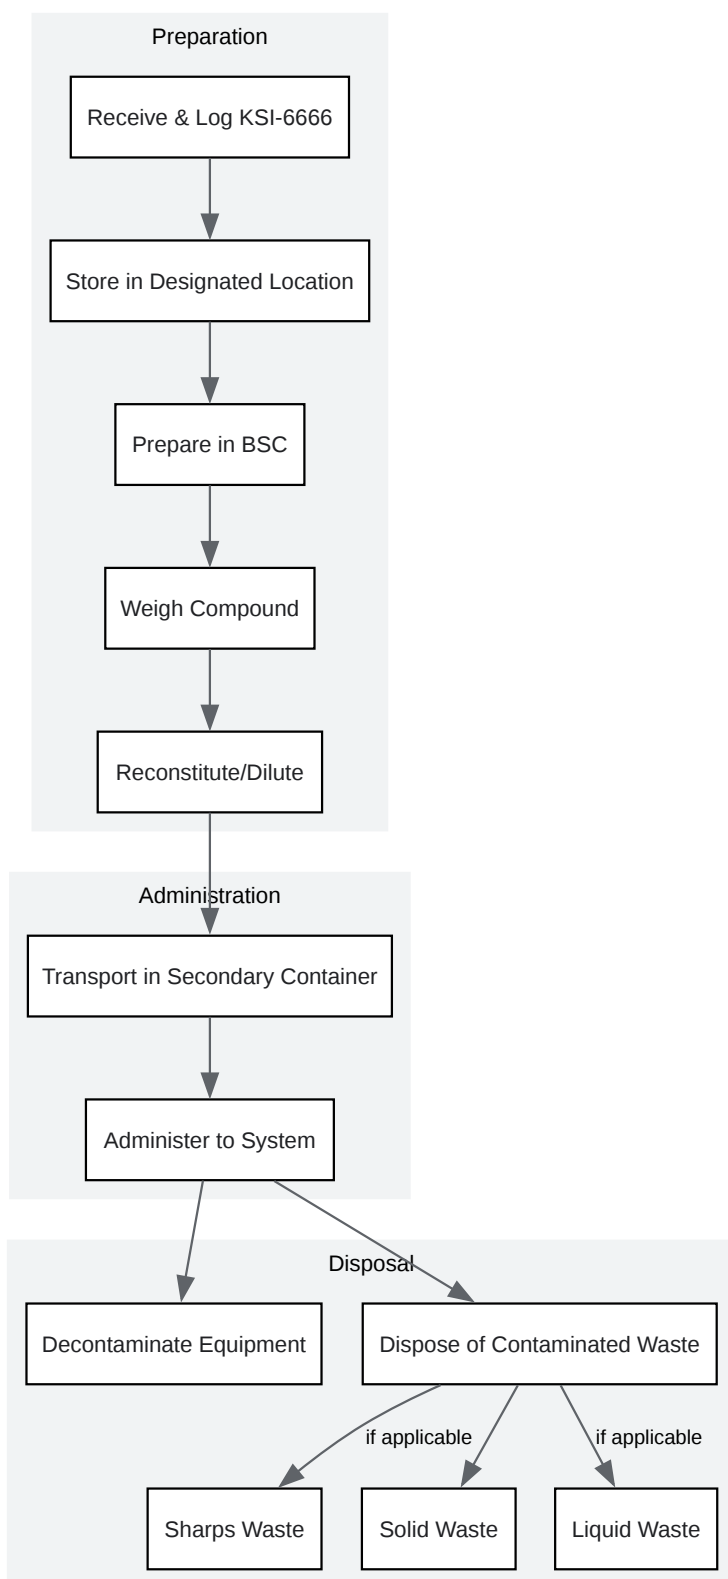 Preparation
Receive & Log KSI-6666
Store in Designated Location
Prepare in BSC
Weigh Compound
Reconstitute/Dilute
Administration
Transport in Secondary Container
Administer to System
Disposal
Decontaminate Equipment
Dispose of Contaminated Waste
if applicable
if applicable
Sharps Waste
Solid Waste
Liquid Waste